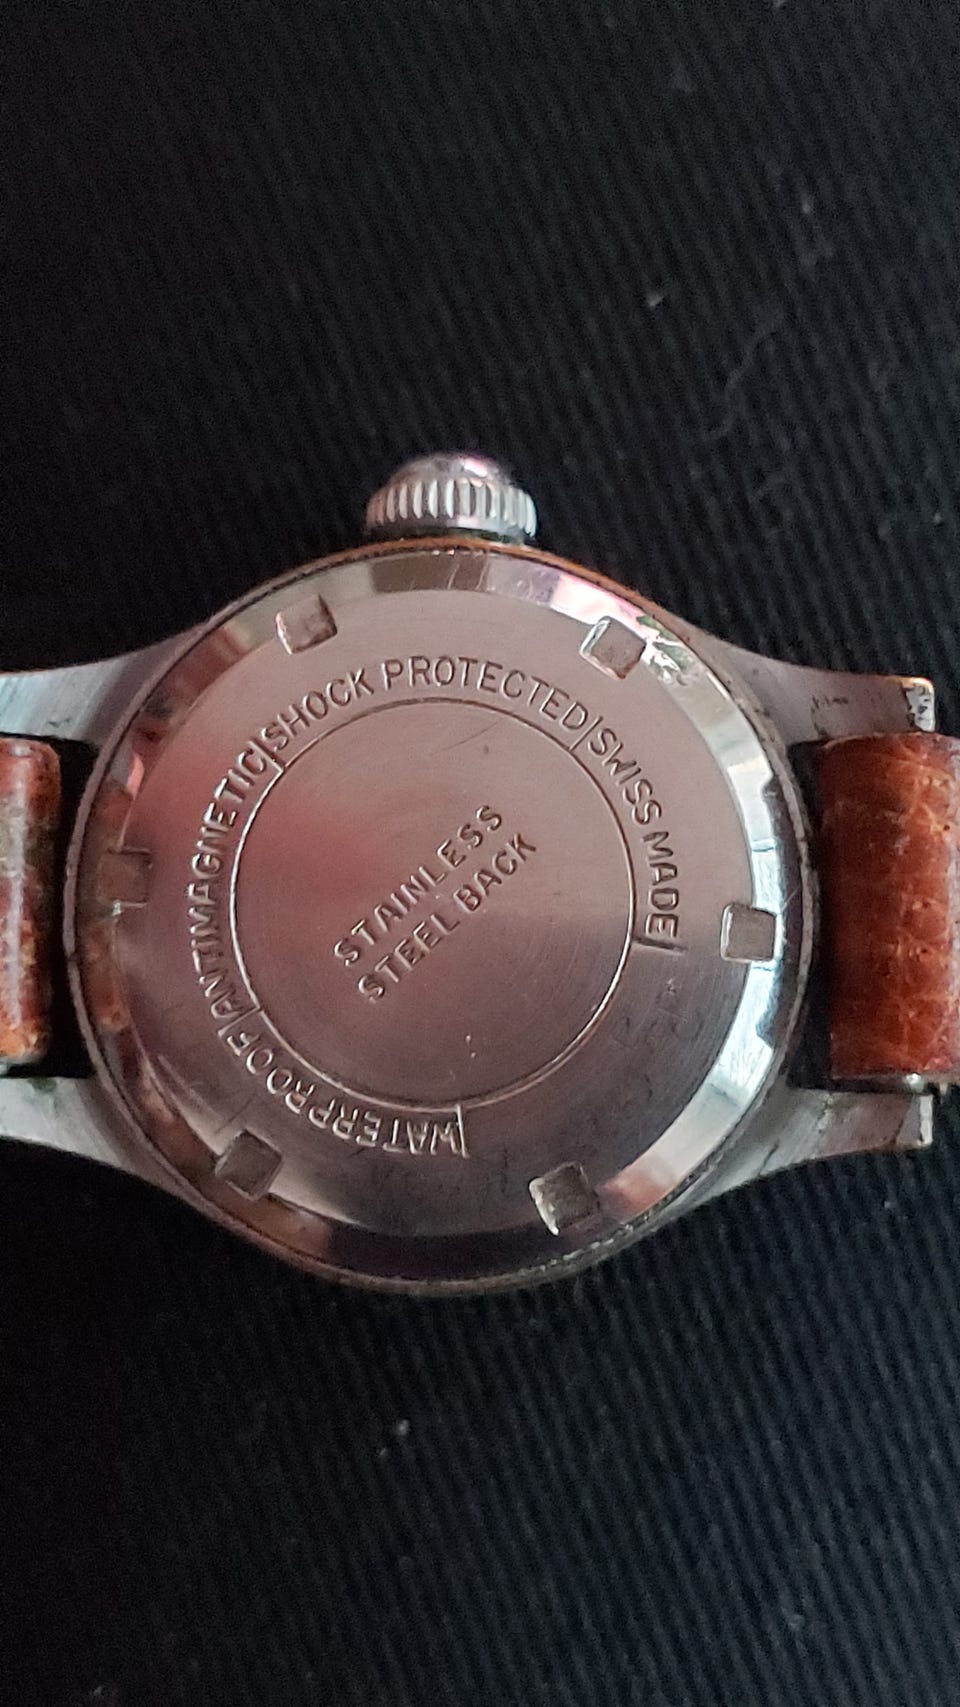 WATERPROOF|ANTIMAGNETIC|SHOCK PROTECTED|SWISS MADE|
STAINLESS
STEEL BACK